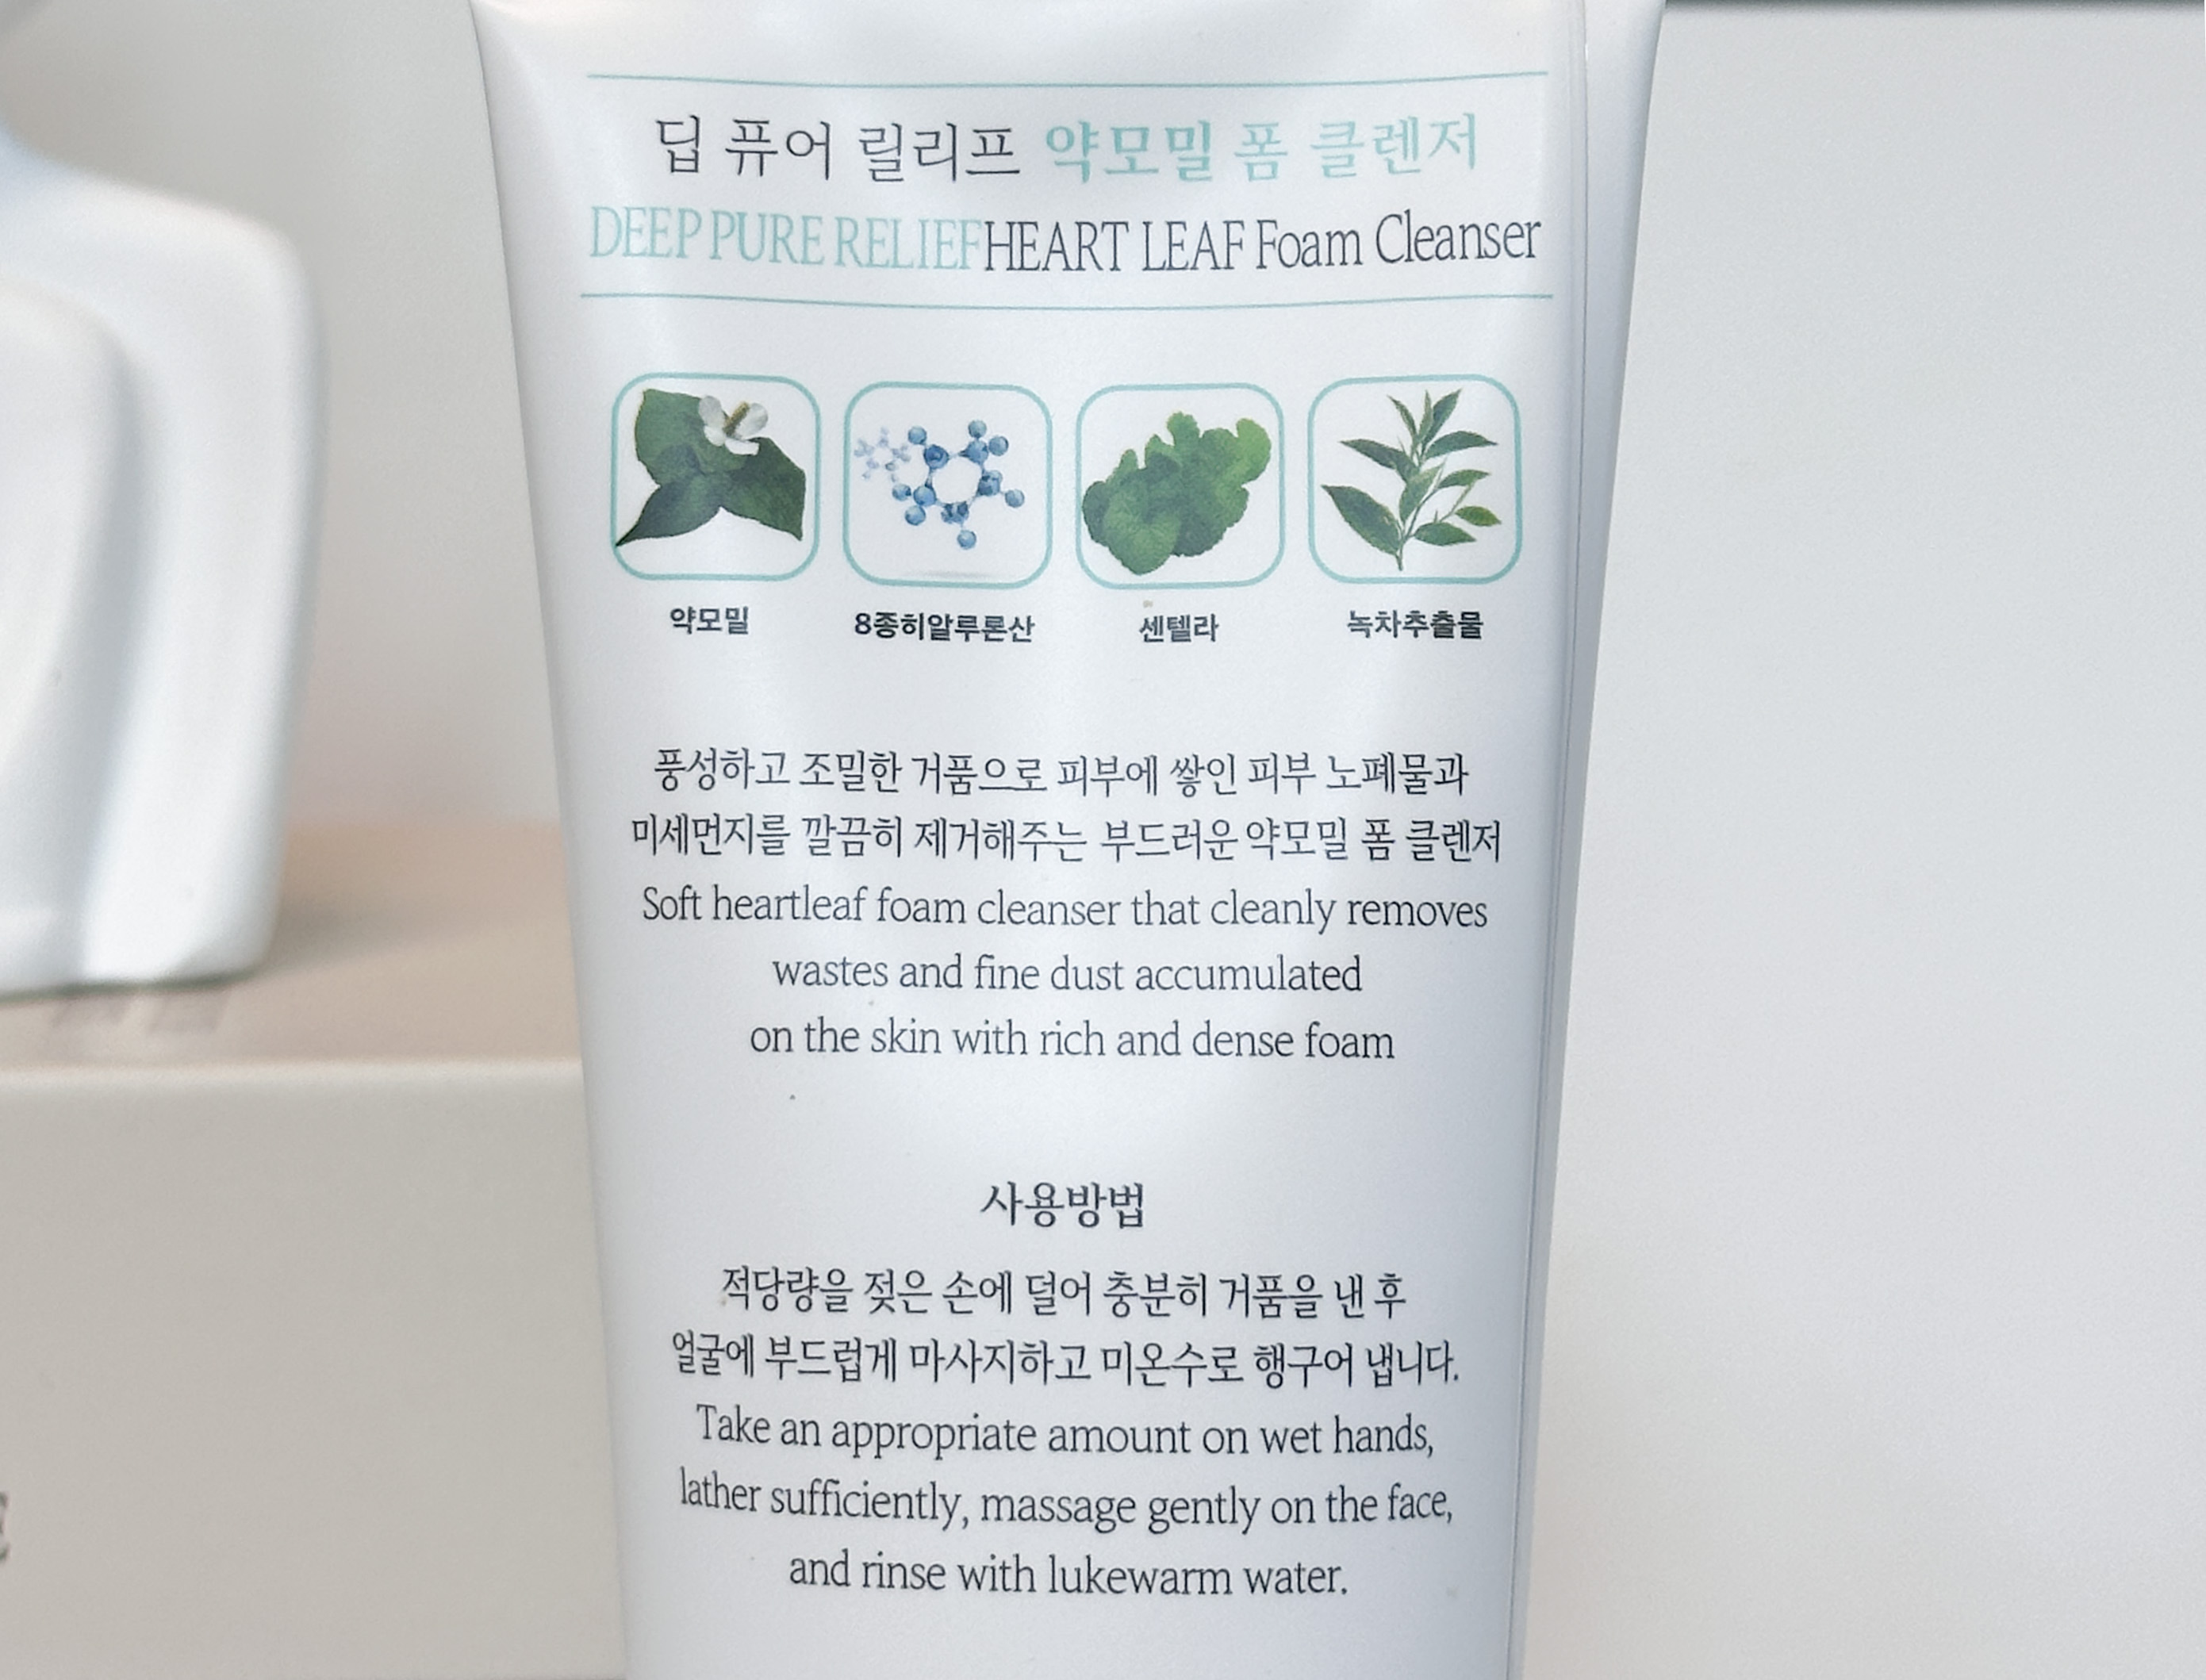 딥 퓨어 릴리프 약모밀 폼 클렌저
DEEP PURE RELIEF HEART LEAF Foam Cleanser
약모밀
8종히알루론산
센텔라
녹차추출물
풍성하고 조밀한 거품으로 피부에 쌓인 피부 노폐물과
미세먼지를 깔끔히 제거해주는 부드러운 약모밀 폼 클렌저
Soft heartleaf foam cleanser that cleanly removes
wastes and fine dust accumulated
on the skin with rich and dense foam
사용방법
적당량을 젖은 손에 덜어 충분히 거품을 낸 후
얼굴에 부드럽게 마사지하고 미온수로 행구어 냅니다.
Take an appropriate amount on wet hands,
lather sufficiently, massage gently on the face,
and rinse with lukewarm water.